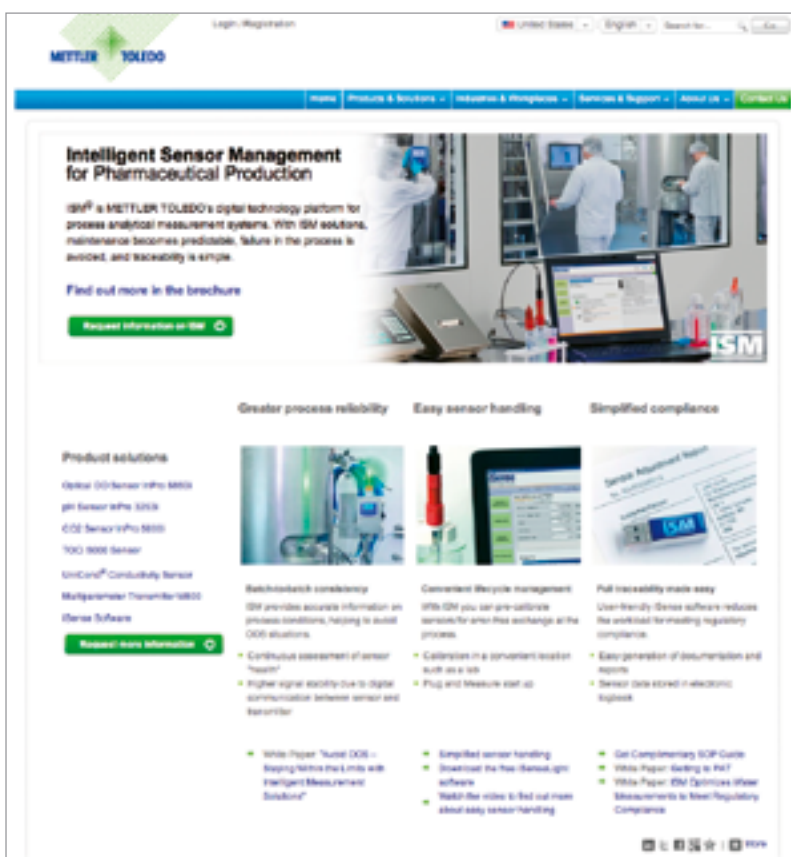 Login / Registration
United States
English
Search for...
Go
METTLER TOLEDO
Home
Products & Solutions
Industries & Workplaces
Services & Support
About Us
Contact Us
Intelligent Sensor Management
for Pharmaceutical Production
ISM® is METTLER TOLEDO's digital technology platform for
process analytical measurement systems. With ISM solutions,
maintenance becomes predictable, failure in the process is
avoided, and traceability is simple.
Find out more in the brochure
Request information on ISM
ISM
Product solutions
Optical DO Sensor InPro 6860i
pH Sensor InPro 3250i
CO2 Sensor InPro 5000i
TOC Sensor
UniCond® Conductivity Sensor
Multiparameter Transmitter M800
iSense Software
Request more information
Greater process reliability
Batch-to-batch consistency
ISM provides accurate information on
process conditions, helping to avoid
OOS situations.
Continuous assessment of sensor
"health"
Higher signal stability due to digital
communication between sensor and
transmitter
White Paper: "Avoid OOS –
Staying Within the Limits with
Intelligent Measurement
Solutions"
Easy sensor handling
iSense
Convenient lifecycle management
With ISM you can pre-calibrate
sensors for error-free exchange at the
process.
Calibration in a convenient location
such as a lab
Plug and Measure start up
Simplified sensor handling
Download the free iSense Light
software
Watch the video to find out more
about easy sensor handling
Simplified compliance
Sensor Adjustment Report
ISM
Full traceability made easy
User-friendly iSense software reduces
the workload for meeting regulatory
compliance.
Easy generation of documentation and
reports
Sensor data stored in electronic
logbook
Get Complimentary SOP Guide
White Paper: Getting to PAT
White Paper: ISM Optimizes Water
Measurements to Meet Regulatory
Compliance
More